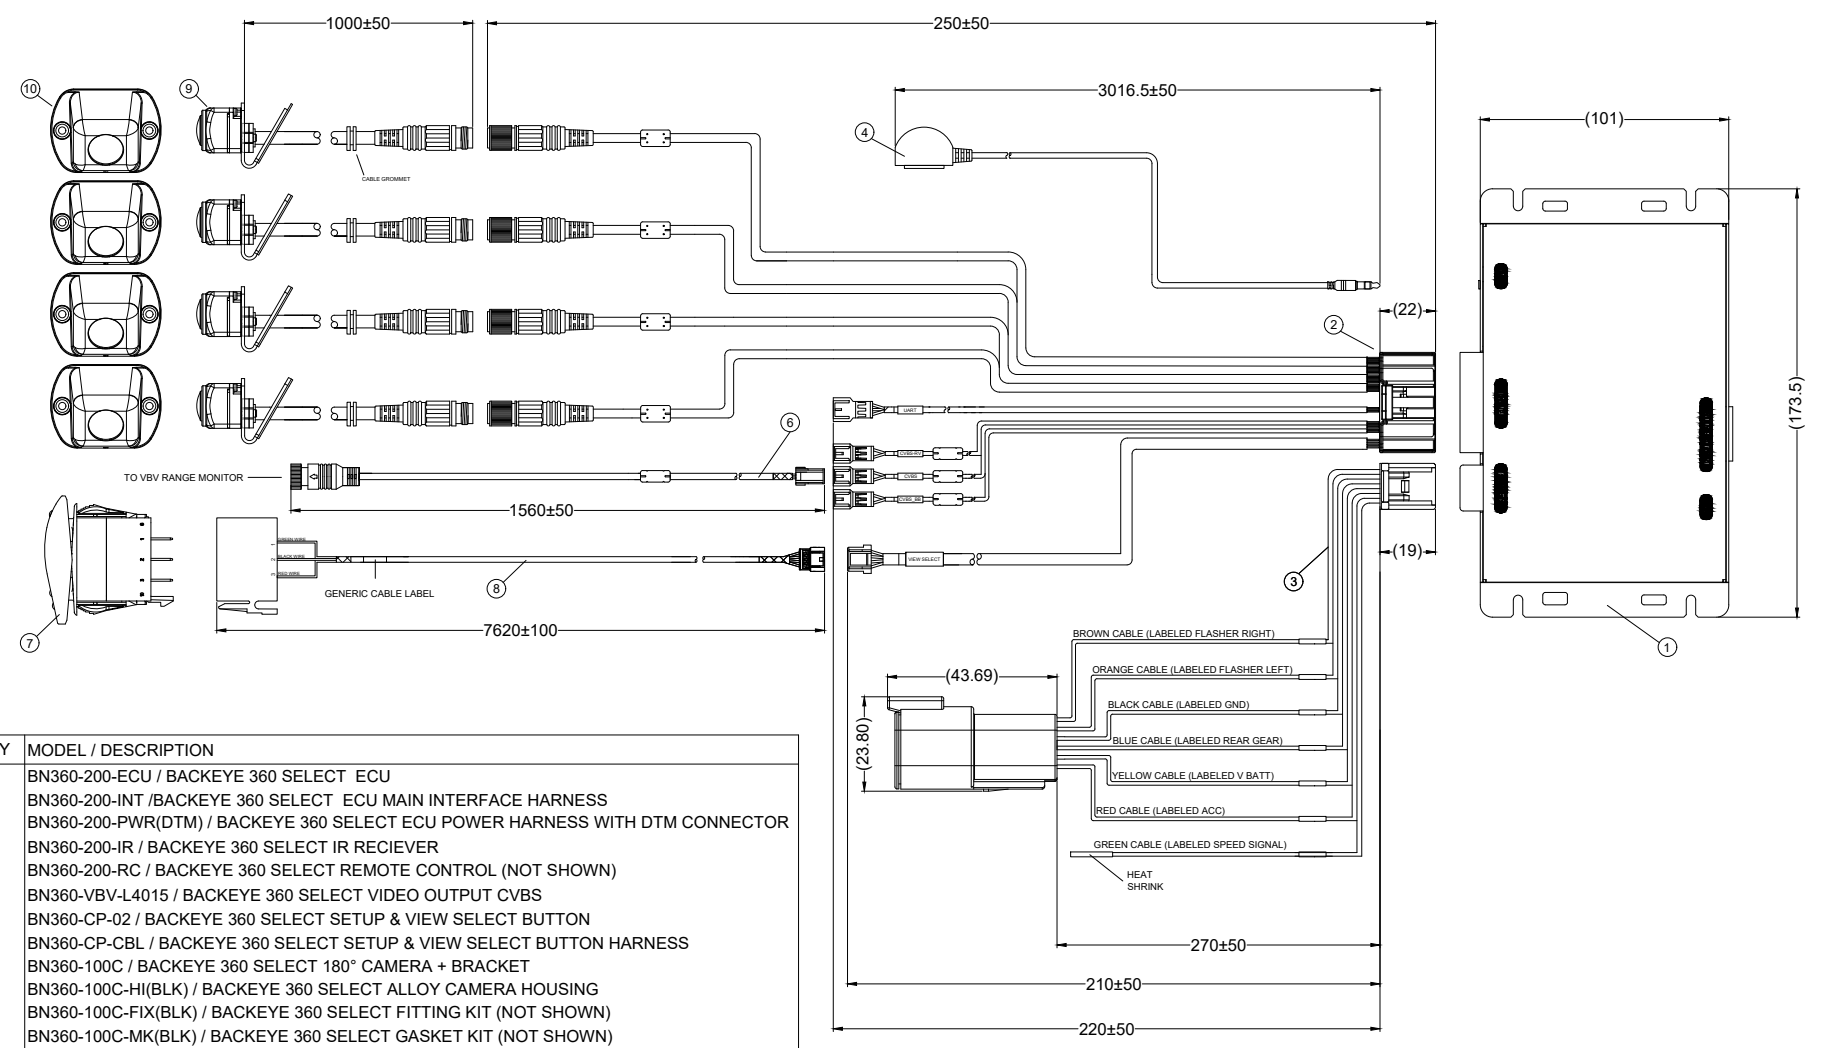 1000±50
250±50
3016.5±50
(101)
10
9
4
CABLE GROMMET
(22)
2
(173.5)
UART
6
CVBS-RV
TO VBV RANGE MONITOR
CVBS
CVBS_BE
1560±50
GREEN WIRE
1
BLACK WIRE
2
RED WIRE
3
VIEW SELECT
(19)
3
GENERIC CABLE LABEL
8
7620±100
7
1
BROWN CABLE (LABELED FLASHER RIGHT)
ORANGE CABLE (LABELED FLASHER LEFT)
(43.69)
BLACK CABLE (LABELED GND)
(23.80)
BLUE CABLE (LABELED REAR GEAR)
YELLOW CABLE (LABELED V BATT)
RED CABLE (LABELED ACC)
GREEN CABLE (LABELED SPEED SIGNAL)
HEAT
SHRINK
270±50
210±50
220±50
Y MODEL / DESCRIPTION
BN360-200-ECU / BACKEYE 360 SELECT ECU
BN360-200-INT /BACKEYE 360 SELECT ECU MAIN INTERFACE HARNESS
BN360-200-PWR(DTM) / BACKEYE 360 SELECT ECU POWER HARNESS WITH DTM CONNECTOR
BN360-200-IR / BACKEYE 360 SELECT IR RECIEVER
BN360-200-RC / BACKEYE 360 SELECT REMOTE CONTROL (NOT SHOWN)
BN360-VBV-L4015 / BACKEYE 360 SELECT VIDEO OUTPUT CVBS
BN360-CP-02 / BACKEYE 360 SELECT SETUP & VIEW SELECT BUTTON
BN360-CP-CBL / BACKEYE 360 SELECT SETUP & VIEW SELECT BUTTON HARNESS
BN360-100C / BACKEYE 360 SELECT 180° CAMERA + BRACKET
BN360-100C-HI(BLK) / BACKEYE 360 SELECT ALLOY CAMERA HOUSING
BN360-100C-FIX(BLK) / BACKEYE 360 SELECT FITTING KIT (NOT SHOWN)
BN360-100C-MK(BLK) / BACKEYE 360 SELECT GASKET KIT (NOT SHOWN)